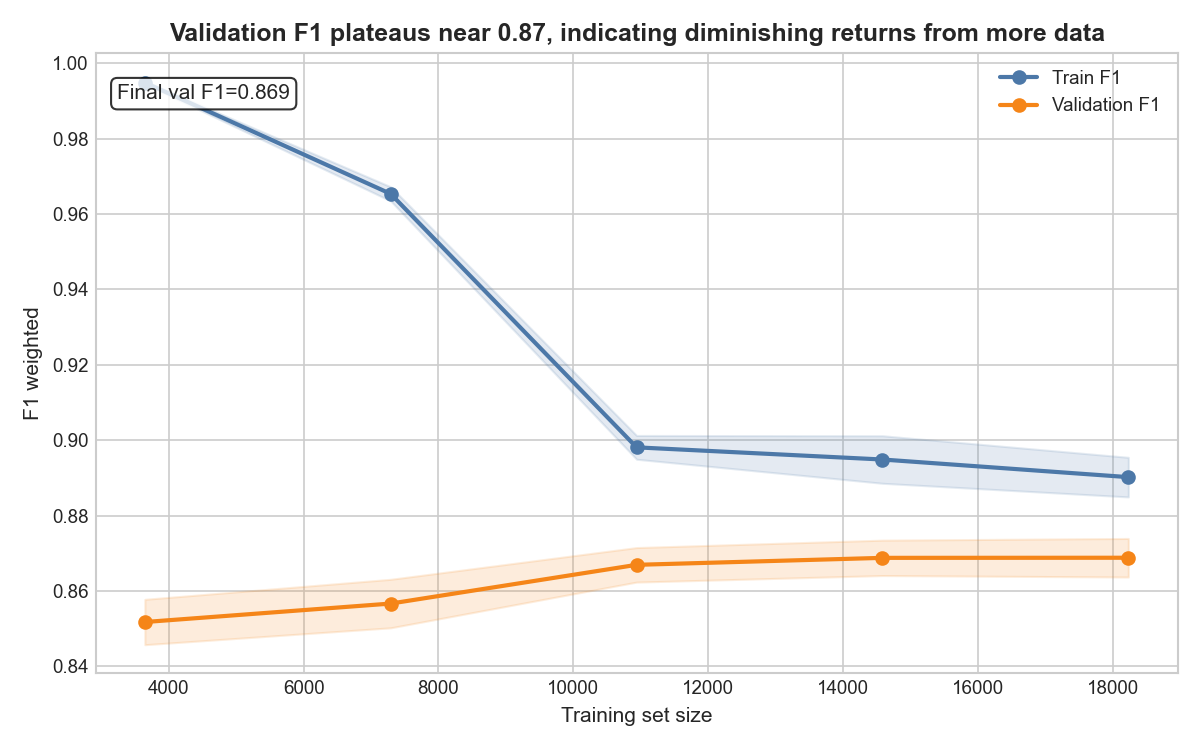 Validation F1 plateaus near 0.87, indicating diminishing returns from more data
Final val F1=0.869
Train F1
Validation F1
F1 weighted
1.00
0.98
0.96
0.94
0.92
0.90
0.88
0.86
0.84
4000
6000
8000
10000
12000
14000
16000
18000
Training set size